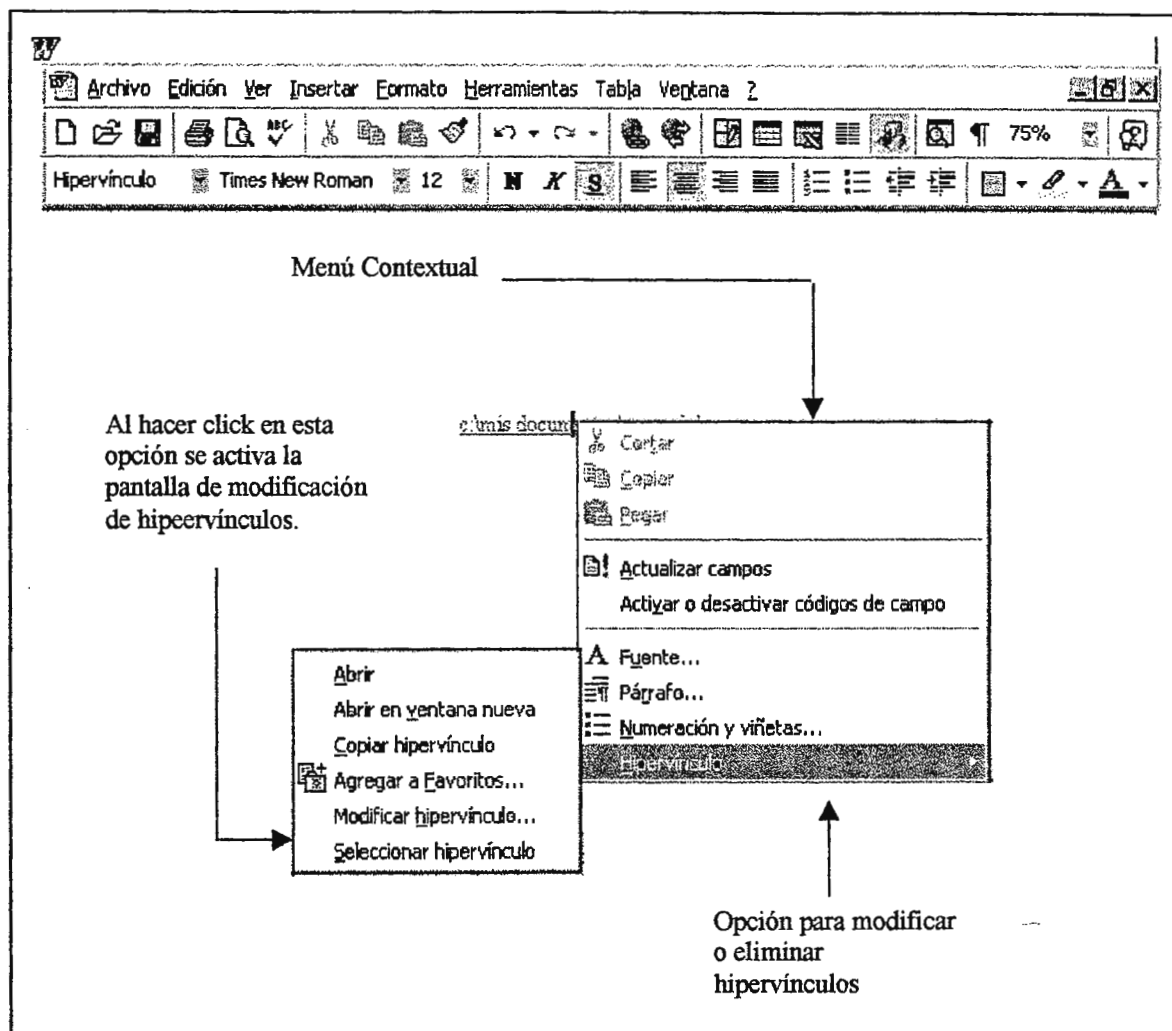 W
Archivo Edición Ver Insertar Formato Herramientas Tabla Ventana ?
ABC 75%
Hipervínculo Times New Roman 12 N K S A
Menú Contextual
Al hacer click en esta
opción se activa la
pantalla de modificación
de hipeervínculos.
c:\mis docum
Cortar
Copiar
Pegar
Actualizar campos
Activar o desactivar códigos de campo
A Fuente...
Párrafo...
Numeración y viñetas...
Hipervínculo
Abrir
Abrir en ventana nueva
Copiar hipervínculo
Agregar a Favoritos...
Modificar hipervínculo...
Seleccionar hipervínculo
Opción para modificar
o eliminar
hipervínculos